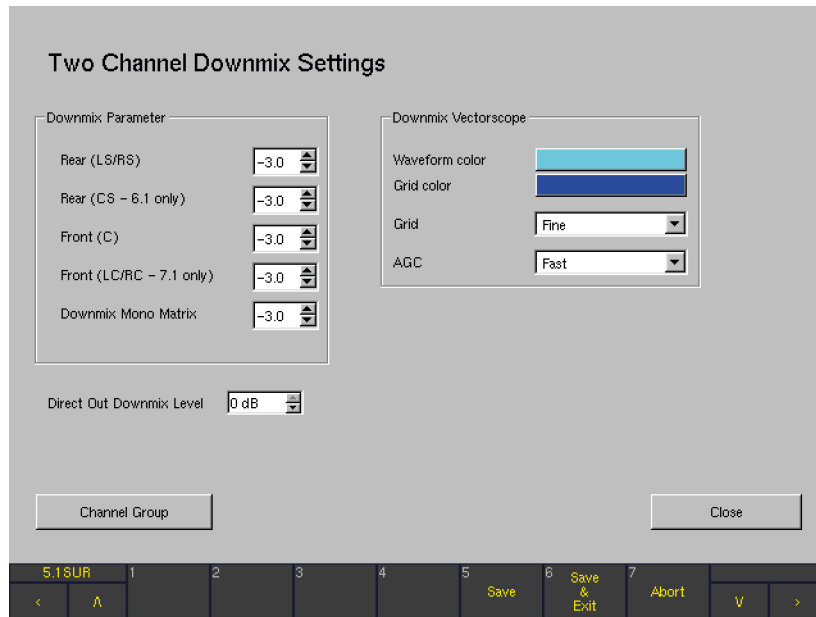 Two Channel Downmix Settings
Downmix Parameter
Rear (LS/RS) -3.0
Rear (CS - 6.1 only) -3.0
Front (C) -3.0
Front (LC/RC - 7.1 only) -3.0
Downmix Mono Matrix -3.0
Direct Out Downmix Level 0 dB
Downmix Vectorscope
Waveform color
Grid color
Grid Fine
AGC Fast
Channel Group
Close
5.1SUR
< Λ
1
2
3
4
5 Save
6 Save
&
Exit
7 Abort
V >